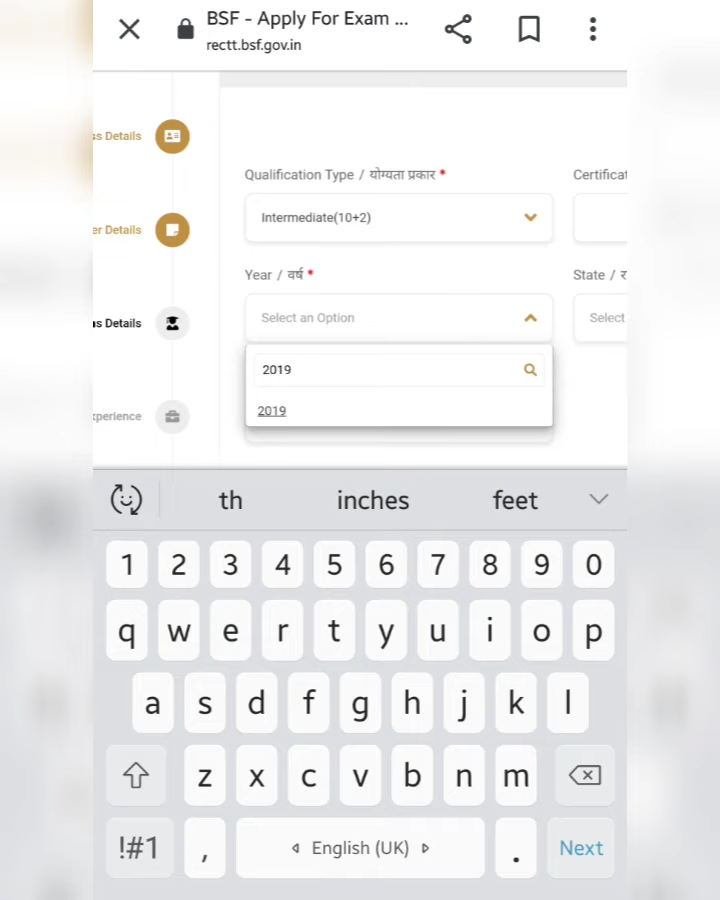 BSF - Apply For Exam ...
rectt.bsf.gov.in
ss Details
Qualification Type / योग्यता प्रकार *
Certificat
Intermediate(10+2)
er Details
Year / वर्ष *
State / र
Select an Option
Select
ns Details
2019
2019
xperience
th inches feet
1 2 3 4 5 6 7 8 9 0
q w e r t y u i o p
a s d f g h j k l
z x c v b n m
!#1 , English (UK) . Next